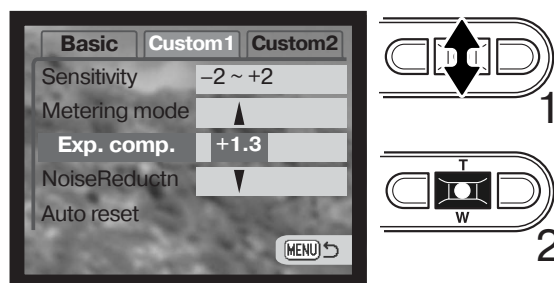 Basic Custom1 Custom2
Sensitivity −2 ~ +2
Metering mode
Exp. comp. +1.3
NoiseReductn
Auto reset
MENU
1
T
W
2